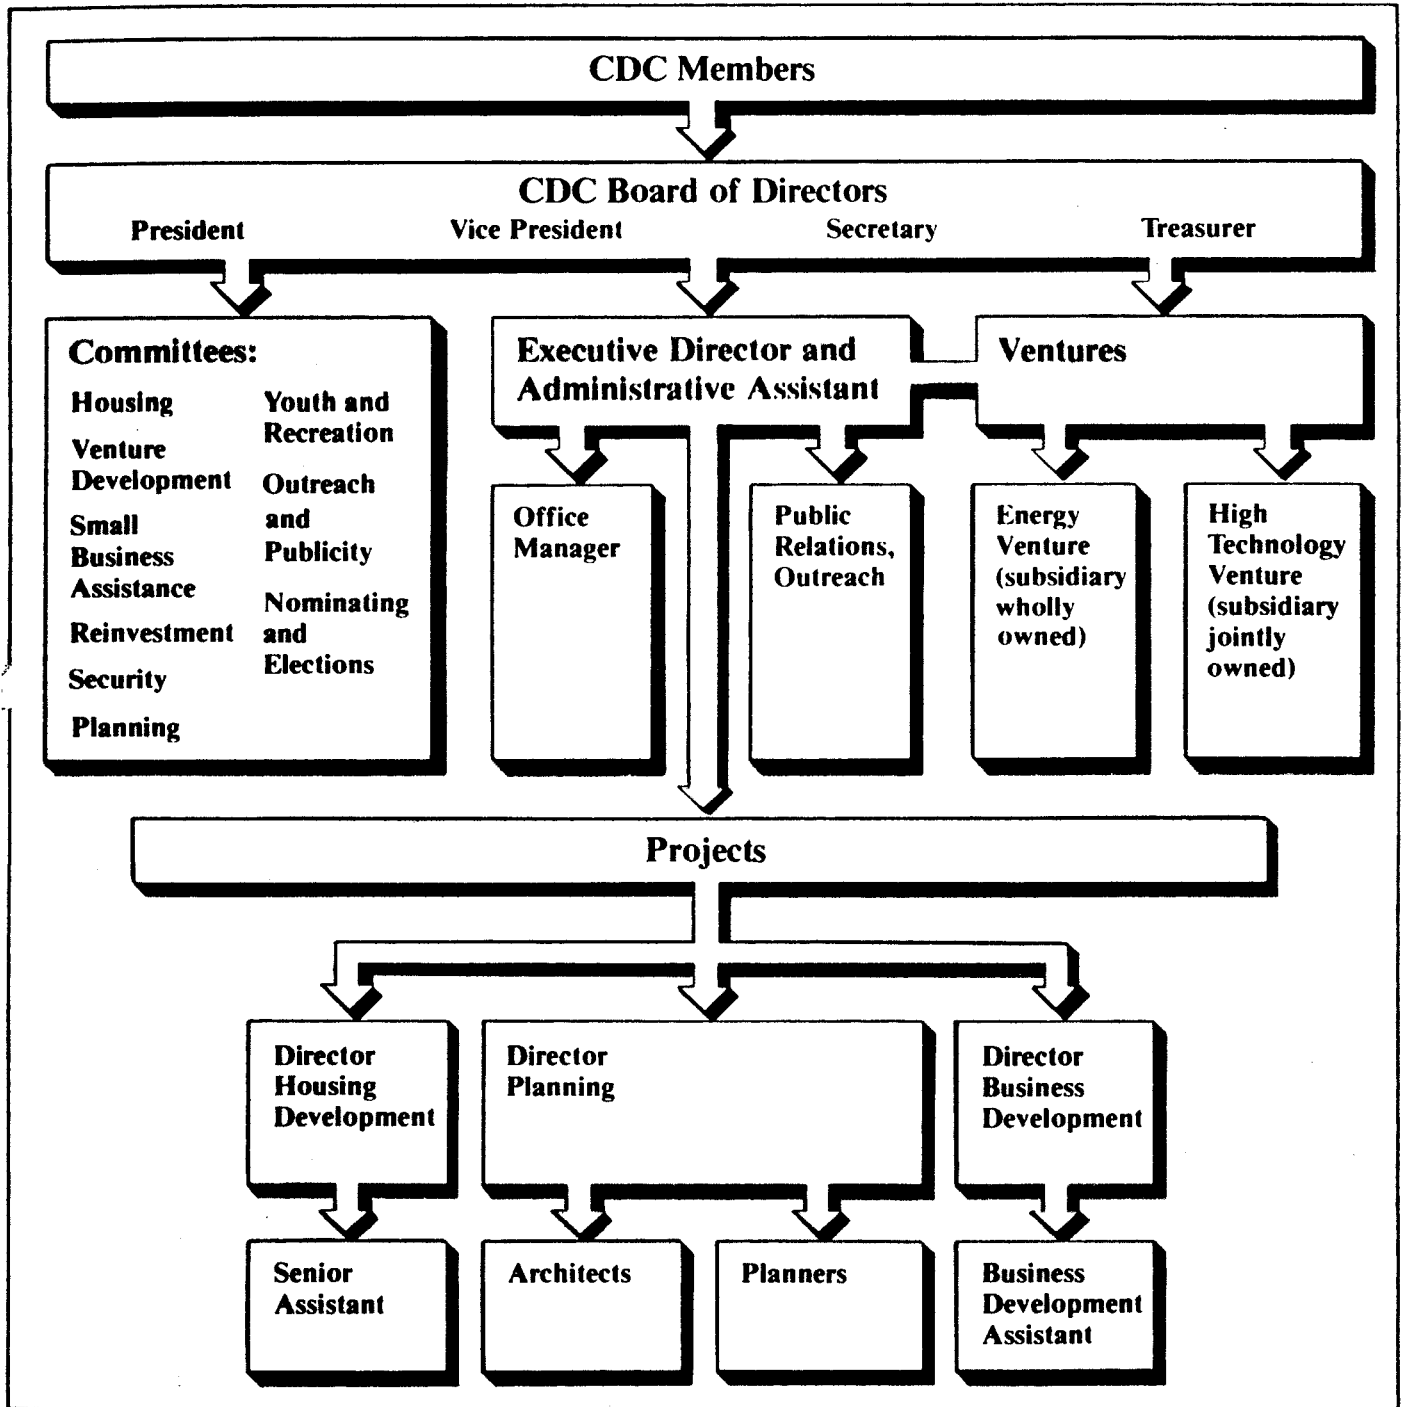 CDC Members
CDC Board of Directors
President
Vice President
Secretary
Treasurer
Committees:
Housing
Venture
Development
Small
Business
Assistance
Reinvestment
Security
Planning
Youth and
Recreation
Outreach
and
Publicity
Nominating
and
Elections
Executive Director and
Administrative Assistant
Ventures
Office
Manager
Public
Relations,
Outreach
Energy
Venture
(subsidiary
wholly
owned)
High
Technology
Venture
(subsidiary
jointly
owned)
Projects
Director
Housing
Development
Director
Planning
Director
Business
Development
Senior
Assistant
Architects
Planners
Business
Development
Assistant